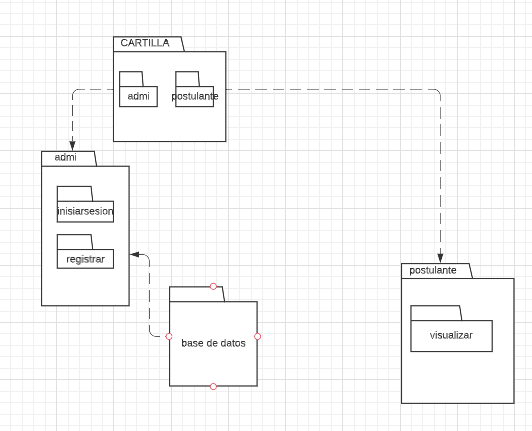 CARTILLA
admi
postulante
admi
inisiarsesion
registrar
base de datos
postulante
visualizar